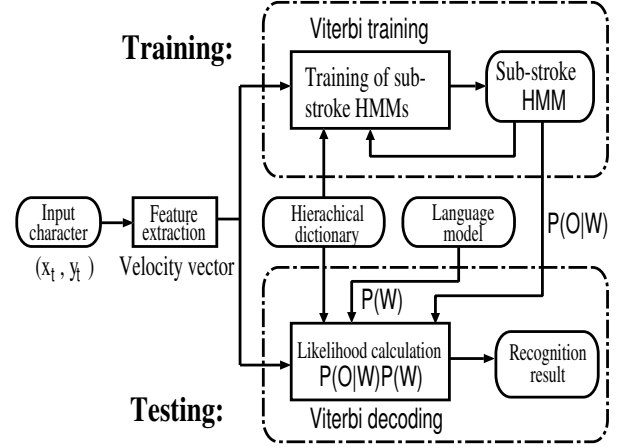 Training:
Viterbi training
Training of sub-
stroke HMMs
Sub-stroke
HMM
Input
character
Feature
extraction
Hierachical
dictionary
Language
model
P(O|W)
(x_t , y_t )
Velocity vector
P(W)
Likelihood calculation
P(O|W)P(W)
Recognition
result
Testing:
Viterbi decoding